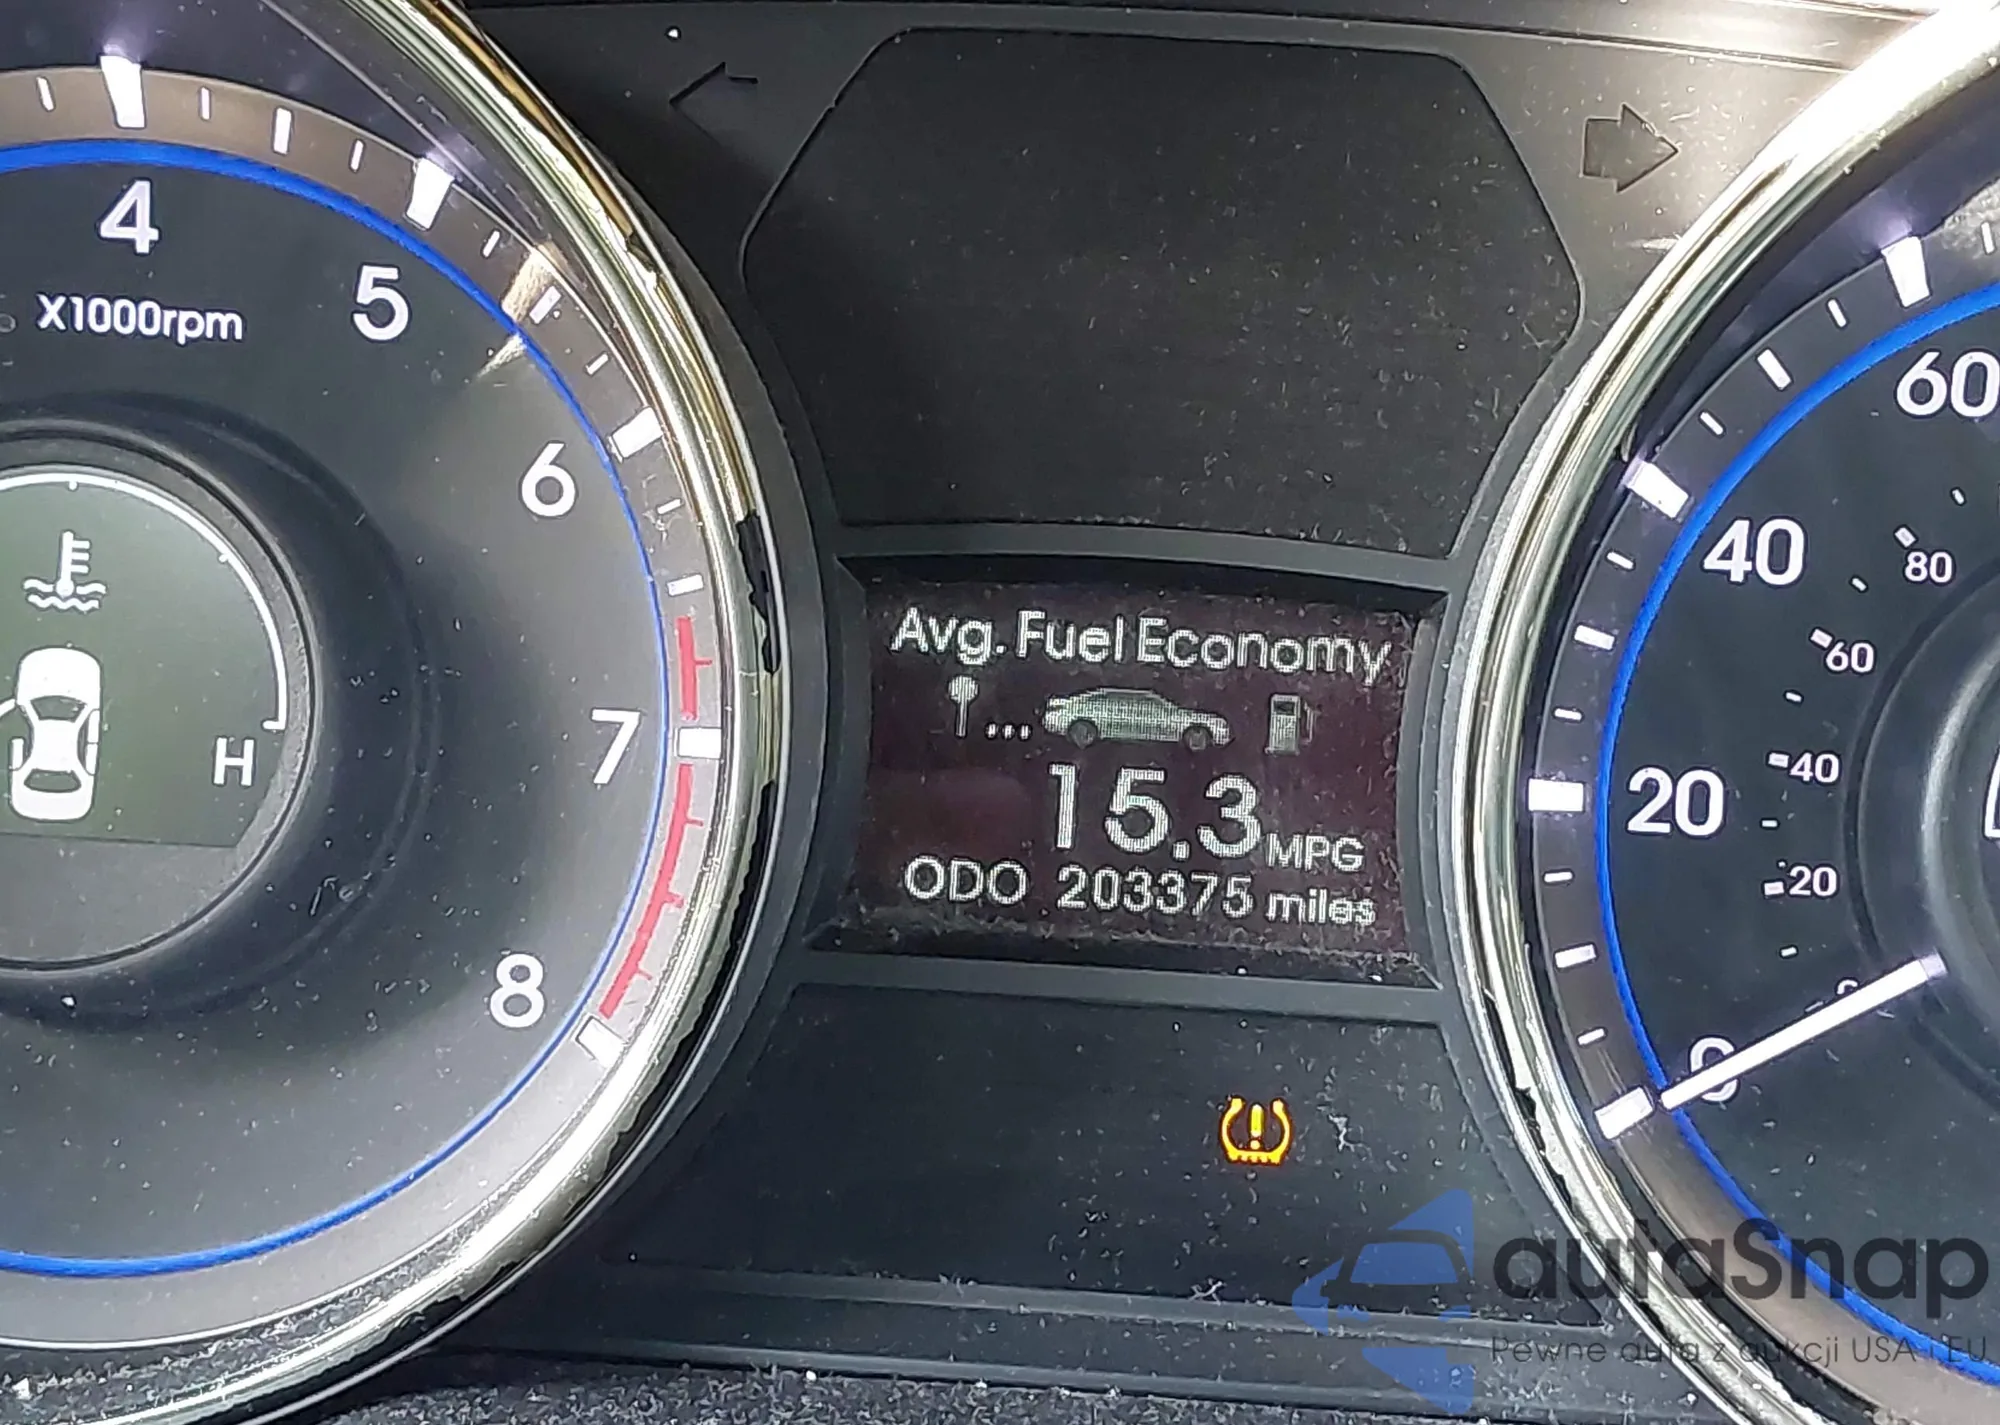 4
X1000rpm
5
6
7
8
H
Avg. Fuel Economy
15.3 MPG
ODO 203375 miles
60
40
20
0
80
60
40
20
autaSnap
Pewne auta z aukcji USA i EU